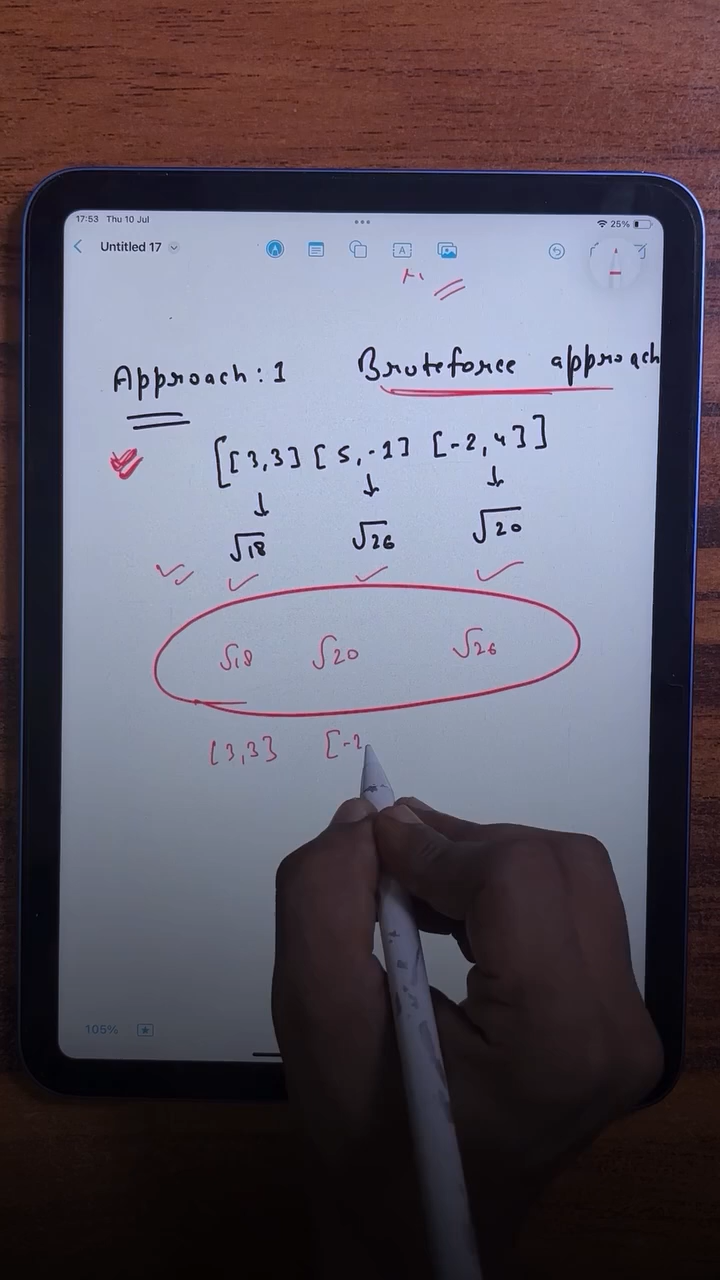 17:53 Thu 10 Jul
25%
Untitled 17
A
Approach: 1 Bruteforce approach
[[3,3] [5,-1] [-2,4]]
√18 √26 √20
√18 √20 √26
[3,3] [-2,
105%